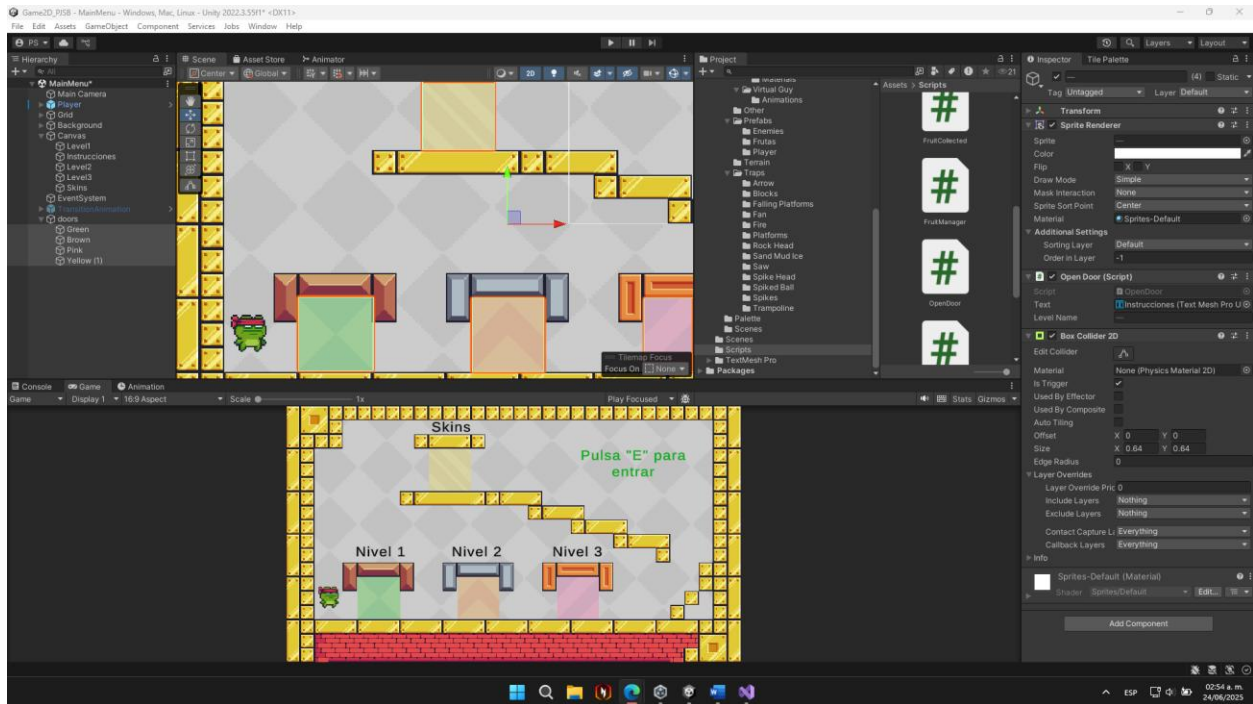 Game2D_PJSB - MainMenu - Windows, Mac, Linux - Unity 2022.3.55f1* <DX11>
File Edit Assets GameObject Component Services Jobs Window Help
PS
Layers
Layout
Hierarchy
All
MainMenu*
Main Camera
Player
Grid
Background
Canvas
Level1
Instrucciones
Level2
Level3
Skins
EventSystem
TransitionAnimation
doors
Green
Brown
Pink
Yellow (1)
Scene
Asset Store
Animator
Center
Global
2D
Tilemap Focus
Focus On
None
Project
21
Materials
Virtual Guy
Animations
Other
Prefabs
Enemies
Frutas
Player
Terrain
Traps
Arrow
Blocks
Falling Platforms
Fan
Fire
Platforms
Rock Head
Sand Mud Ice
Saw
Spike Head
Spiked Ball
Spikes
Trampoline
Palette
Scenes
Scenes
Scripts
TextMesh Pro
Packages
Assets > Scripts
FruitCollected
FruitManager
OpenDoor
Inspector
Tile Palette
(4)
Static
Tag Untagged
Layer Default
Transform
Sprite Renderer
Sprite
Color
Flip
X Y
Draw Mode
Simple
Mask Interaction
None
Sprite Sort Point
Center
Material
Sprites-Default
Additional Settings
Sorting Layer
Default
Order in Layer
-1
Open Door (Script)
Script
OpenDoor
Text
Instrucciones (Text Mesh Pro U
Level Name
Box Collider 2D
Edit Collider
Material
None (Physics Material 2D)
Is Trigger
Used By Effector
Used By Composite
Auto Tiling
Offset
X 0 Y 0
Size
X 0.64 Y 0.64
Edge Radius
0
Layer Overrides
Layer Override Pric 0
Include Layers
Nothing
Exclude Layers
Nothing
Contact Capture L
Everything
Callback Layers
Everything
Info
Sprites-Default (Material)
Shader
Sprites/Default
Edit...
Add Component
Console
Game
Animation
Game
Display 1
16:9 Aspect
Scale
1x
Play Focused
Stats
Gizmos
Skins
Pulsa "E" para
entrar
Nivel 1
Nivel 2
Nivel 3
ESP
02:54 a. m.
24/06/2025